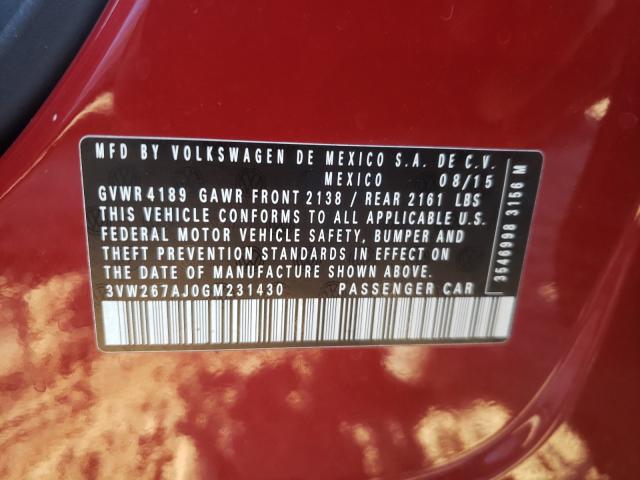 MFD BY VOLKSWAGEN DE MEXICO S.A. DE C.V.
MEXICO 08/15
GVWR 4189 GAWR FRONT 2138 / REAR 2161 LBS
THIS VEHICLE CONFORMS TO ALL APPLICABLE U.S.
FEDERAL MOTOR VEHICLE SAFETY, BUMPER AND
THEFT PREVENTION STANDARDS IN EFFECT ON
THE DATE OF MANUFACTURE SHOWN ABOVE.
3VW267AJ0GM231430 PASSENGER CAR
3546998 3156 M